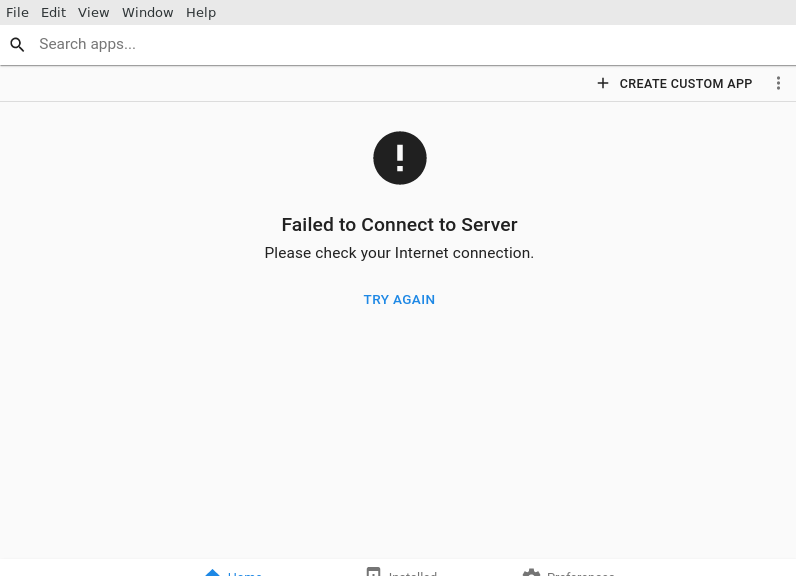 File Edit View Window Help
Search apps...
CREATE CUSTOM APP
Failed to Connect to Server
Please check your Internet connection.
TRY AGAIN
Home Installed Preferences